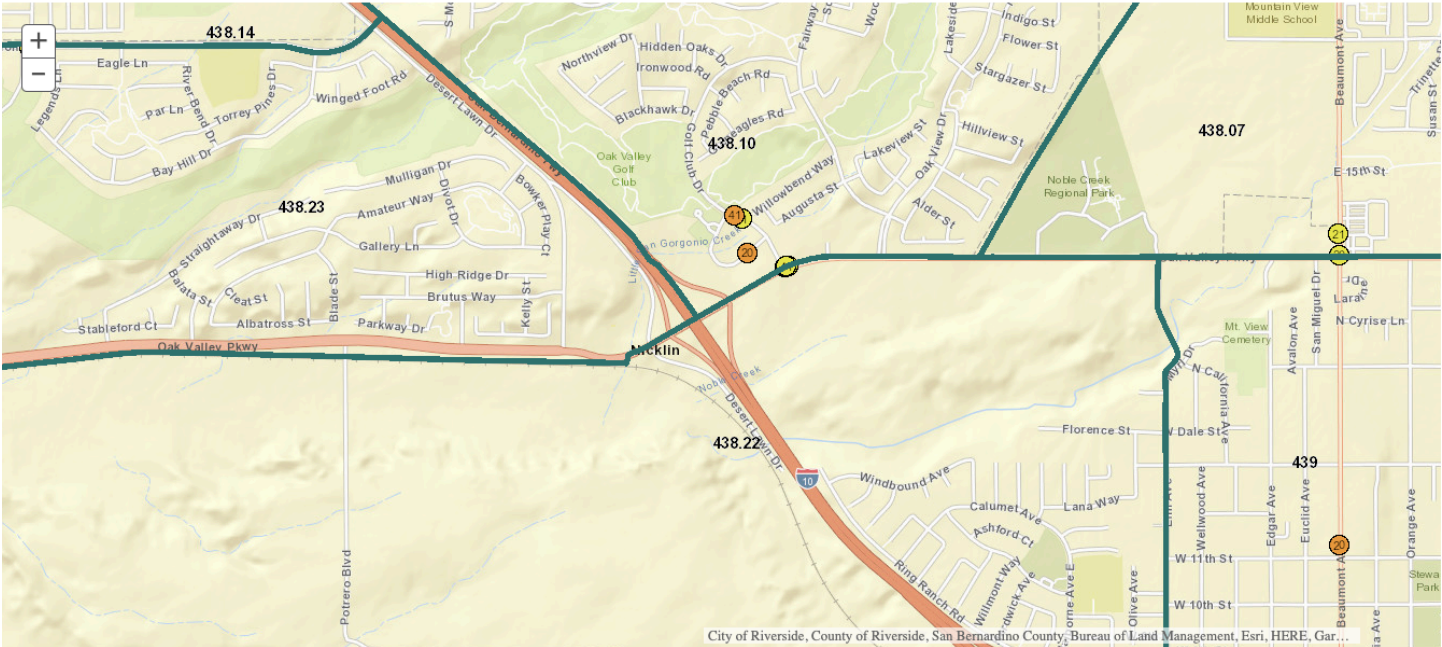 +
−
438.14
Eagle Ln
Legends Ln
River Bend Dr
Par Ln
Torrey Pines Dr
Winged Foot Rd
Bay Hill Dr
Desert Lawn Dr
Northview Dr
Hidden Oaks Dr
Ironwood Rd
Blackhawk Dr
Pebble Beach Rd
Golf Club Dr
438.10
Fairway
Lakeside
Indigo St
Flower St
Stargazer St
Hillview St
Mountain View
Middle School
Beaumont Ave
Susan St
438.07
Oak Valley
Golf
Club
Lakeview St
Oak View Dr
Willowbend Way
Augusta St
Alder St
Noble Creek
Regional Park
E 15th St
438.23
Mulligan Dr
Amateur Way
Divot Dr
Bowker Play Ct
Straightaway Dr
Gallery Ln
41
20
21
High Ridge Dr
Brutus Way
Balata St
Cleat St
Blade St
Kelly St
Stableford Ct
Albatross St
Parkway Dr
Oak Valley Pkwy
Nicklin
Noble Creek
San Miguel Dr
Avalon Ave
N Cyrise Ln
Mt. View
Cemetery
Desert Lawn Dr
438.22
10
Florence St
W Dale St
439
Windbound Ave
Calumet Ave
Lana Way
Ashford Ct
Wellwood Ave
Edgar Ave
Euclid Ave
Orange Ave
20
W 11th St
Potrero Blvd
Ring Ranch Rd
Willmont Way
Olive Ave
W 10th St
Park
City of Riverside, County of Riverside, San Bernardino County, Bureau of Land Management, Esri, HERE, Gar...